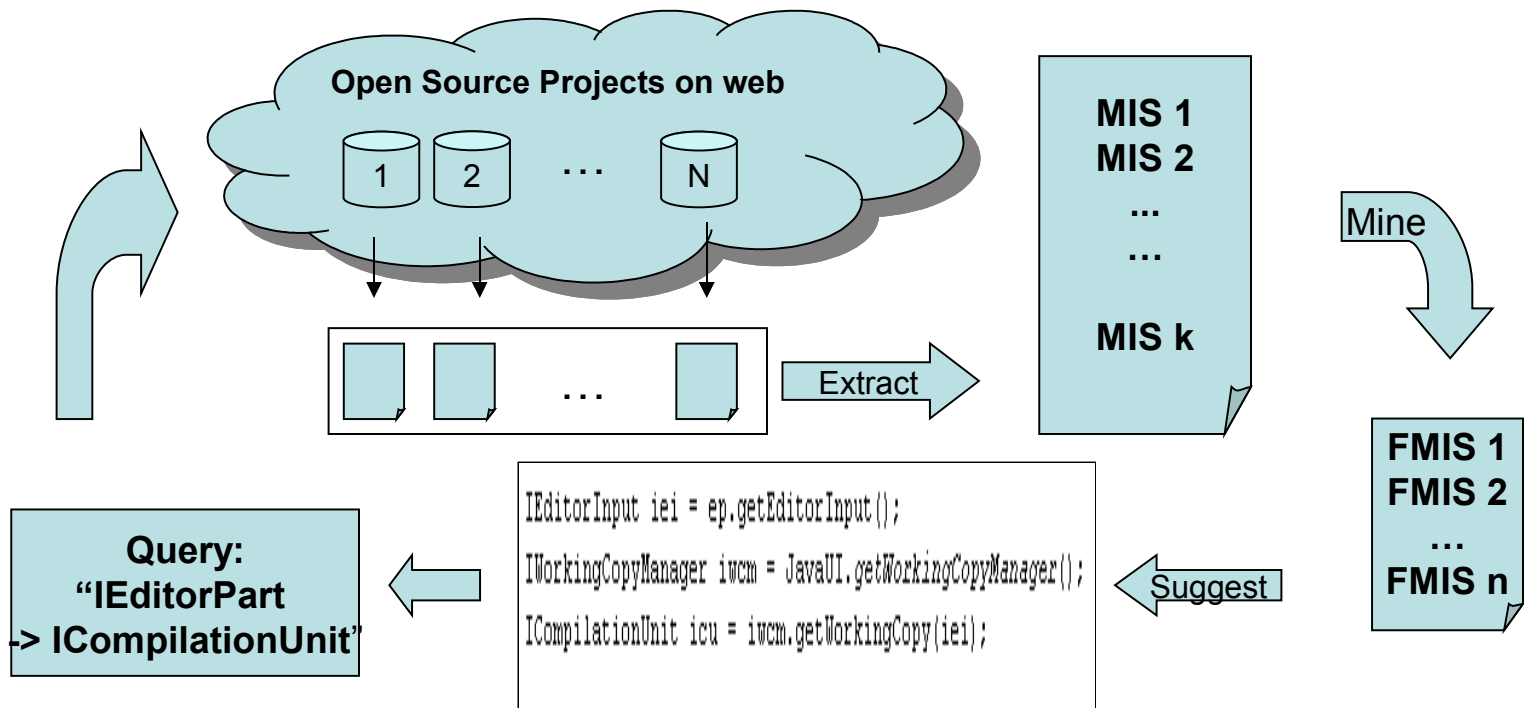 Open Source Projects on web
1 2 ... N
MIS 1
MIS 2
...
...
MIS k
Mine
...
Extract
FMIS 1
FMIS 2
...
FMIS n
Suggest
IEditorInput iei = ep.getEditorInput();
IWorkingCopyManager iwcm = JavaUI.getWorkingCopyManager();
ICompilationUnit icu = iwcm.getWorkingCopy(iei);
Query:
“IEditorPart
-> ICompilationUnit”